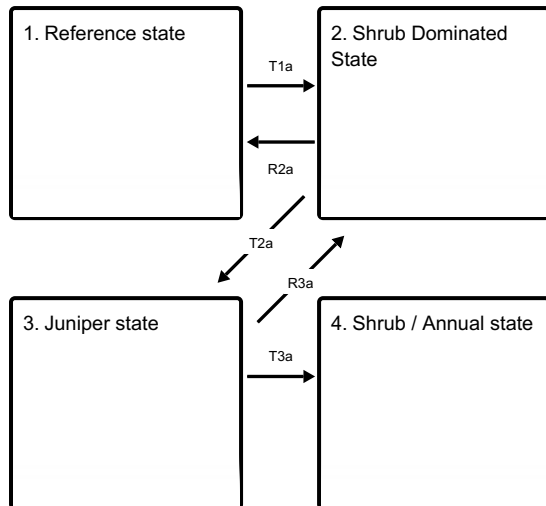 1. Reference state
2. Shrub Dominated
State
T1a
R2a
T2a
R3a
3. Juniper state
4. Shrub / Annual state
T3a